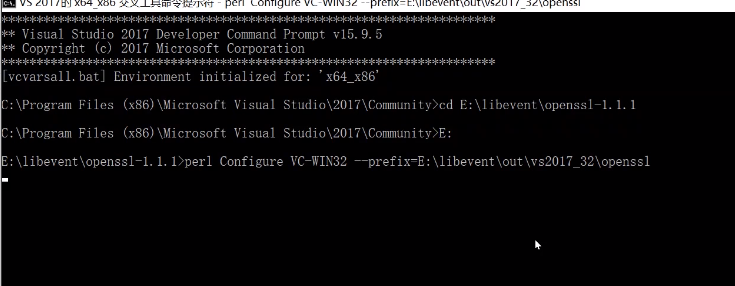 VS 2017的 x64_x86 交叉工具命令提示符 - perl Configure VC-WIN32 --prefix=E:\libevent\out\vs2017_32\openssl
**********************************************************************
** Visual Studio 2017 Developer Command Prompt v15.9.5
** Copyright (c) 2017 Microsoft Corporation
**********************************************************************
[vcvarsall.bat] Environment initialized for: 'x64_x86'
C:\Program Files (x86)\Microsoft Visual Studio\2017\Community>cd E:\libevent\openssl-1.1.1
C:\Program Files (x86)\Microsoft Visual Studio\2017\Community>E:
E:\libevent\openssl-1.1.1>perl Configure VC-WIN32 --prefix=E:\libevent\out\vs2017_32\openssl